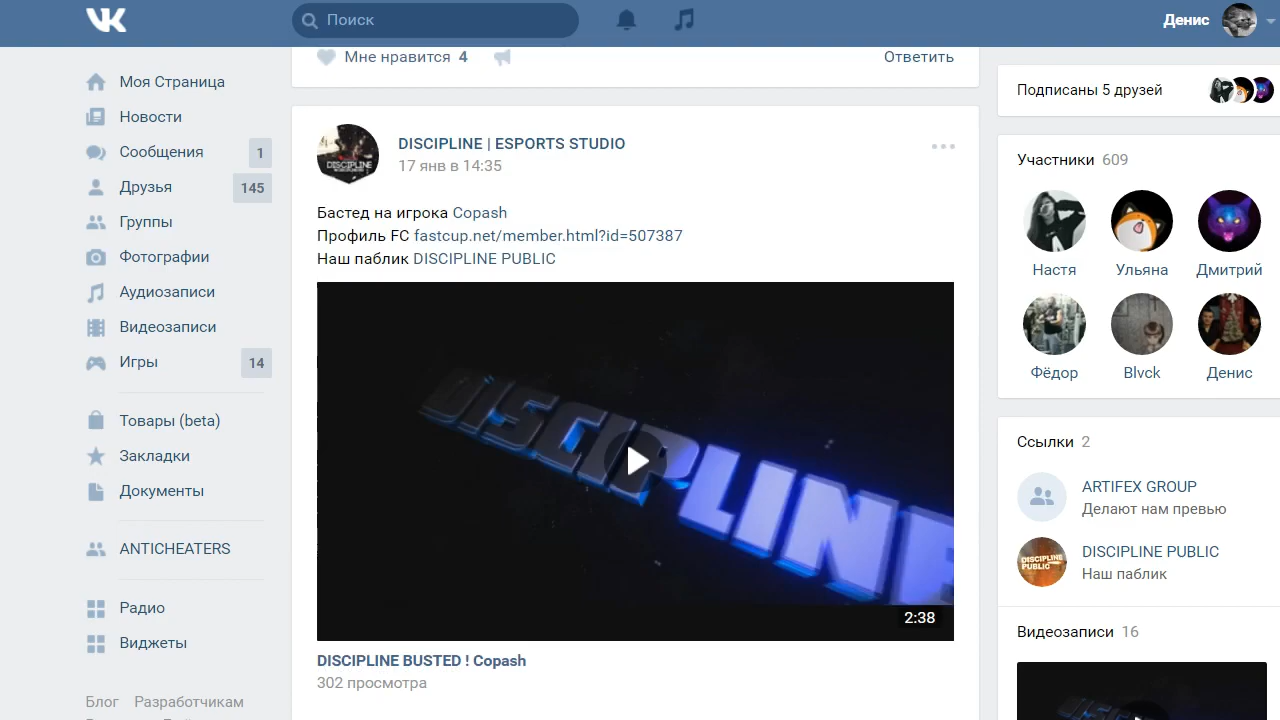 Поиск
Денис
Моя Страница
Новости
Сообщения 1
Друзья 145
Группы
Фотографии
Аудиозаписи
Видеозаписи
Игры 14
Товары (beta)
Закладки
Документы
ANTICHEATERS
Радио
Виджеты
Блог Разработчикам
Мне нравится 4
Ответить
DISCIPLINE
DISCIPLINE | ESPORTS STUDIO
17 янв в 14:35
Бастед на игрока Copash
Профиль FC fastcup.net/member.html?id=507387
Наш паблик DISCIPLINE PUBLIC
DISCIPLINE
2:38
DISCIPLINE BUSTED ! Copash
302 просмотра
Подписаны 5 друзей
Участники 609
Настя Ульяна Дмитрий
Фёдор Blvck Денис
Ссылки 2
ARTIFEX GROUP
Делают нам превью
DISCIPLINE
PUBLIC
DISCIPLINE PUBLIC
Наш паблик
Видеозаписи 16